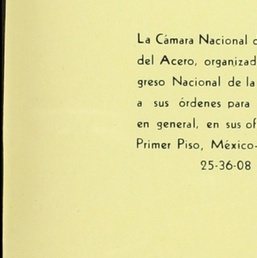 La Cámara Nacional d
del Acero, organizad
greso Nacional de la
a sus órdenes para
en general, en sus of
Primer Piso, México-
25-36-08